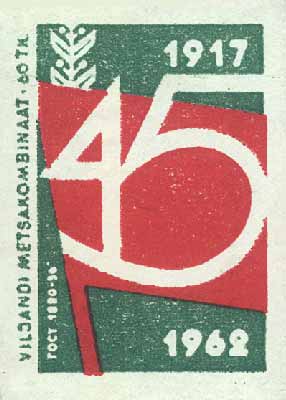 VILJANDI METSAKOMBINAAT · 60 TK.
ГОСТ 1820-56
1917
45
1962